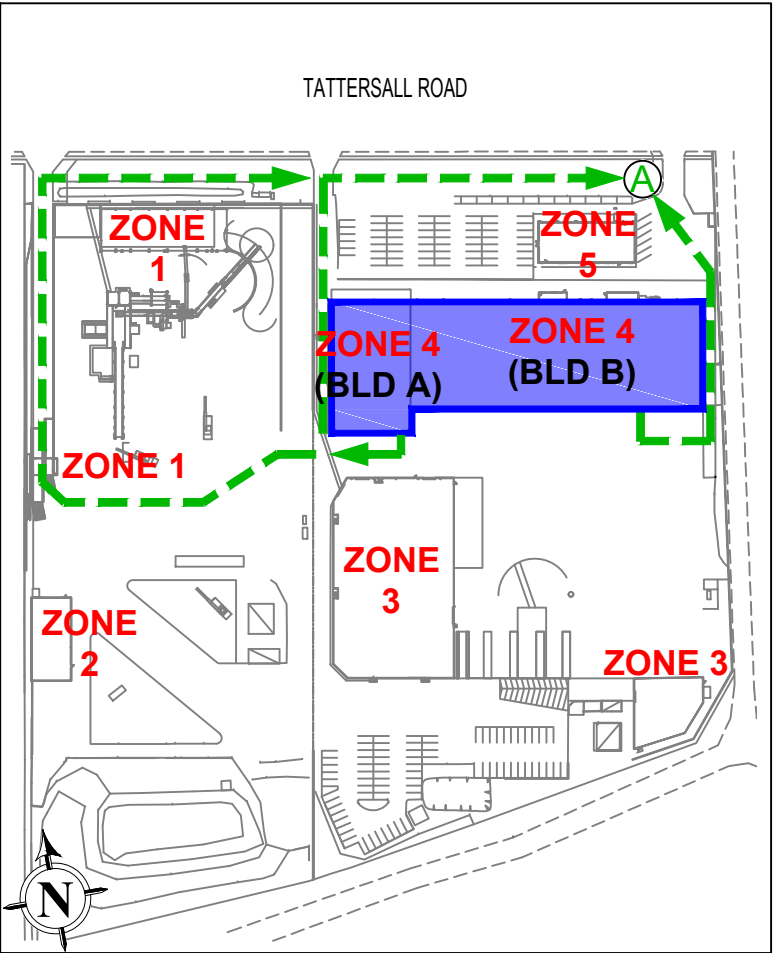 TATTERSALL ROAD
A
ZONE
1
ZONE
5
ZONE 4
(BLD A)
ZONE 4
(BLD B)
ZONE 1
ZONE
3
ZONE
2
ZONE 3
N